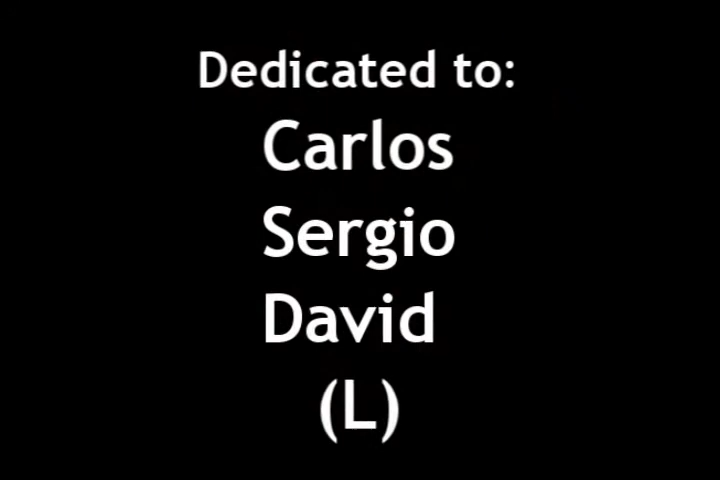 Dedicated to:
Carlos
Sergio
David
(L)